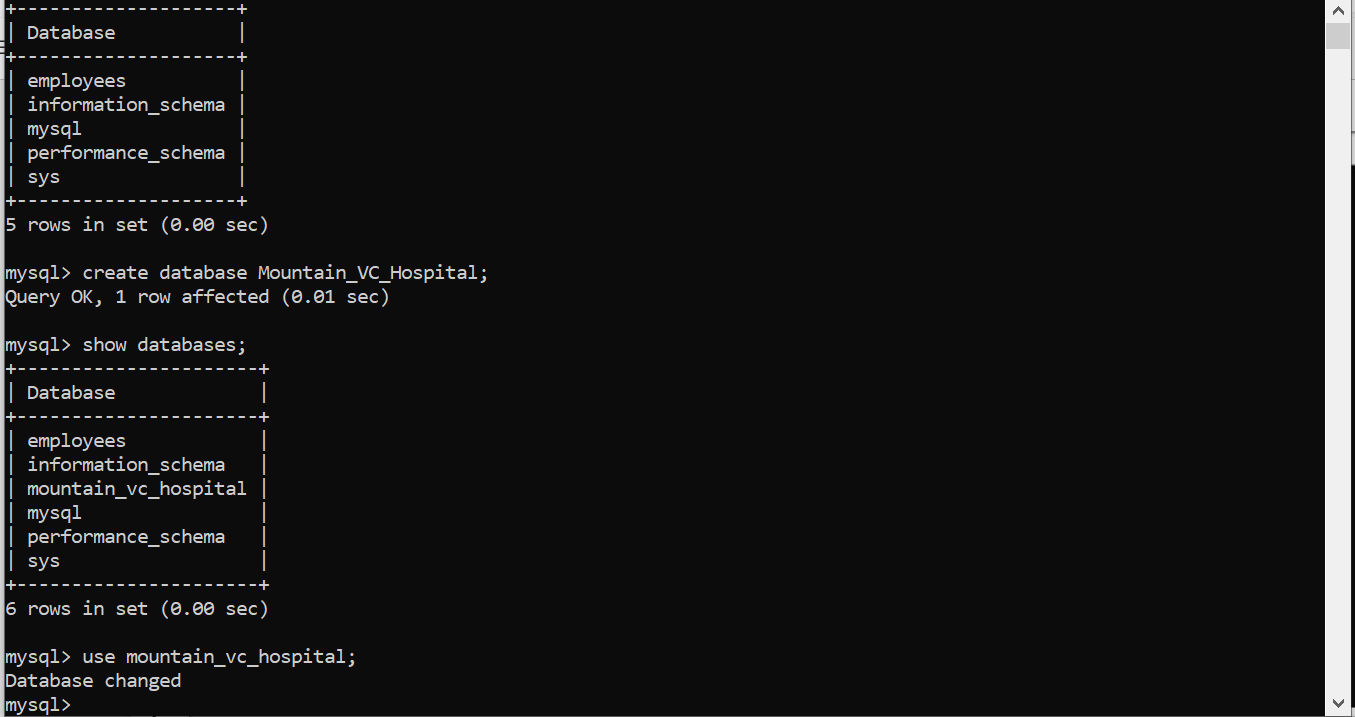 +--------------------+
| Database           |
+--------------------+
| employees          |
| information_schema |
| mysql              |
| performance_schema |
| sys                |
+--------------------+
5 rows in set (0.00 sec)

mysql> create database Mountain_VC_Hospital;
Query OK, 1 row affected (0.01 sec)

mysql> show databases;
+----------------------+
| Database             |
+----------------------+
| employees            |
| information_schema   |
| mountain_vc_hospital |
| mysql                |
| performance_schema   |
| sys                  |
+----------------------+
6 rows in set (0.00 sec)

mysql> use mountain_vc_hospital;
Database changed
mysql>